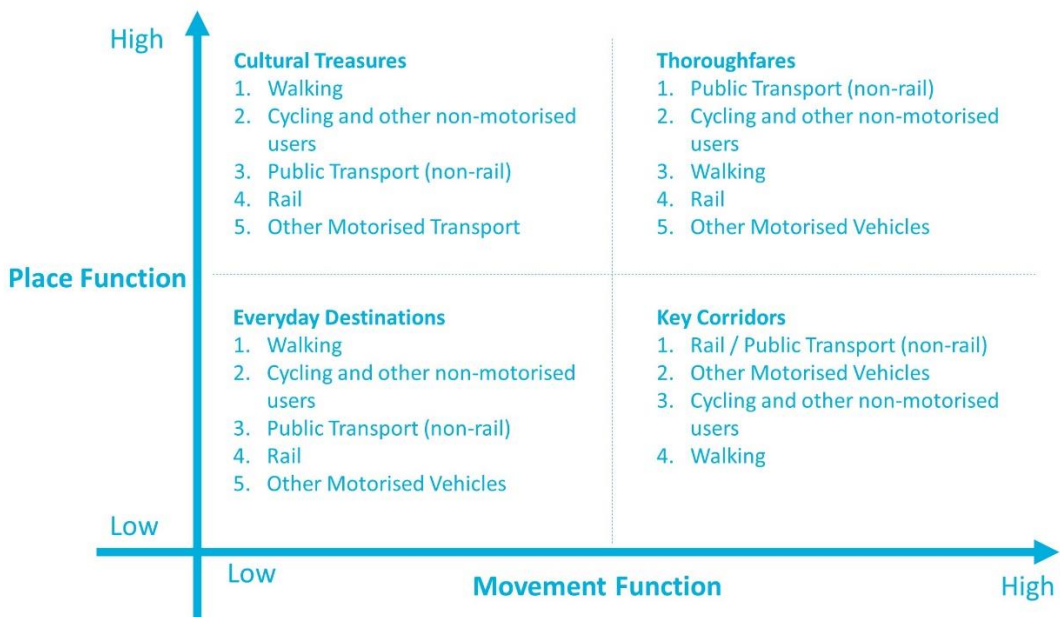 High
Cultural Treasures
1. Walking
2. Cycling and other non-motorised
users
3. Public Transport (non-rail)
4. Rail
5. Other Motorised Transport
Thoroughfares
1. Public Transport (non-rail)
2. Cycling and other non-motorised
users
3. Walking
4. Rail
5. Other Motorised Vehicles
Place Function
Everyday Destinations
1. Walking
2. Cycling and other non-motorised
users
3. Public Transport (non-rail)
4. Rail
5. Other Motorised Vehicles
Key Corridors
1. Rail / Public Transport (non-rail)
2. Other Motorised Vehicles
3. Cycling and other non-motorised
users
4. Walking
Low
Low
Movement Function
High